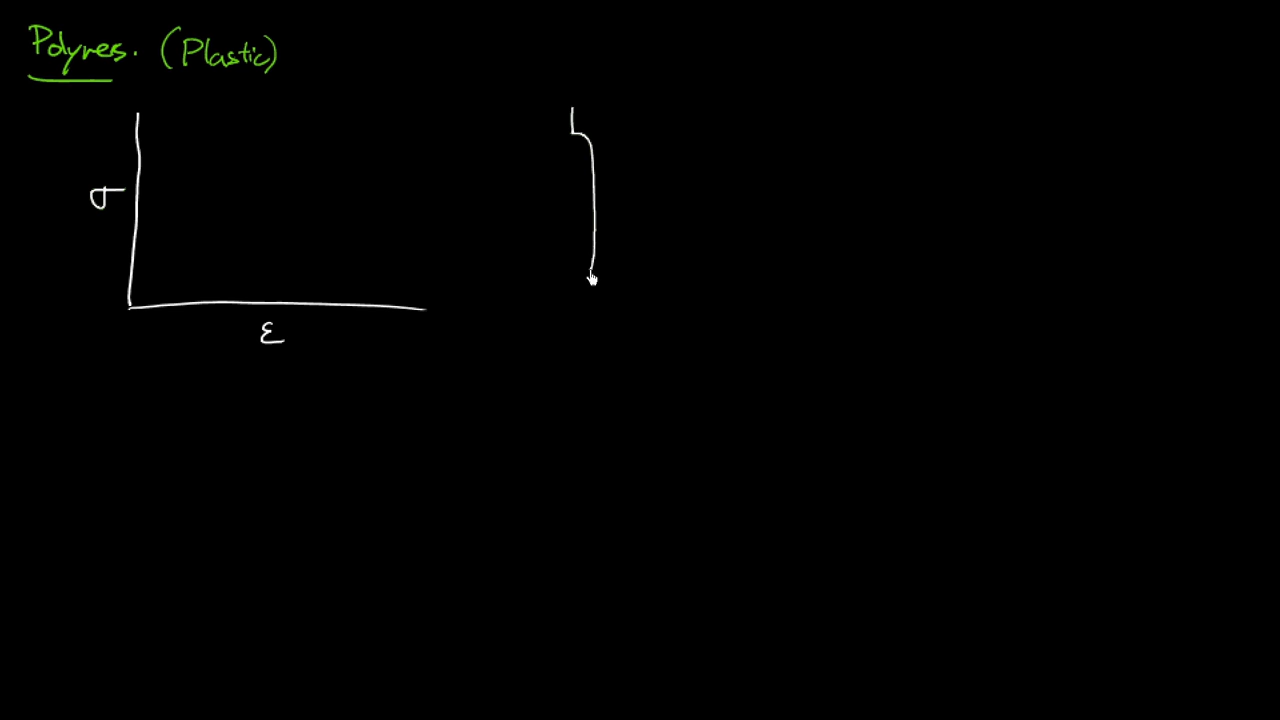 Polymers. (Plastic)
σ
ε